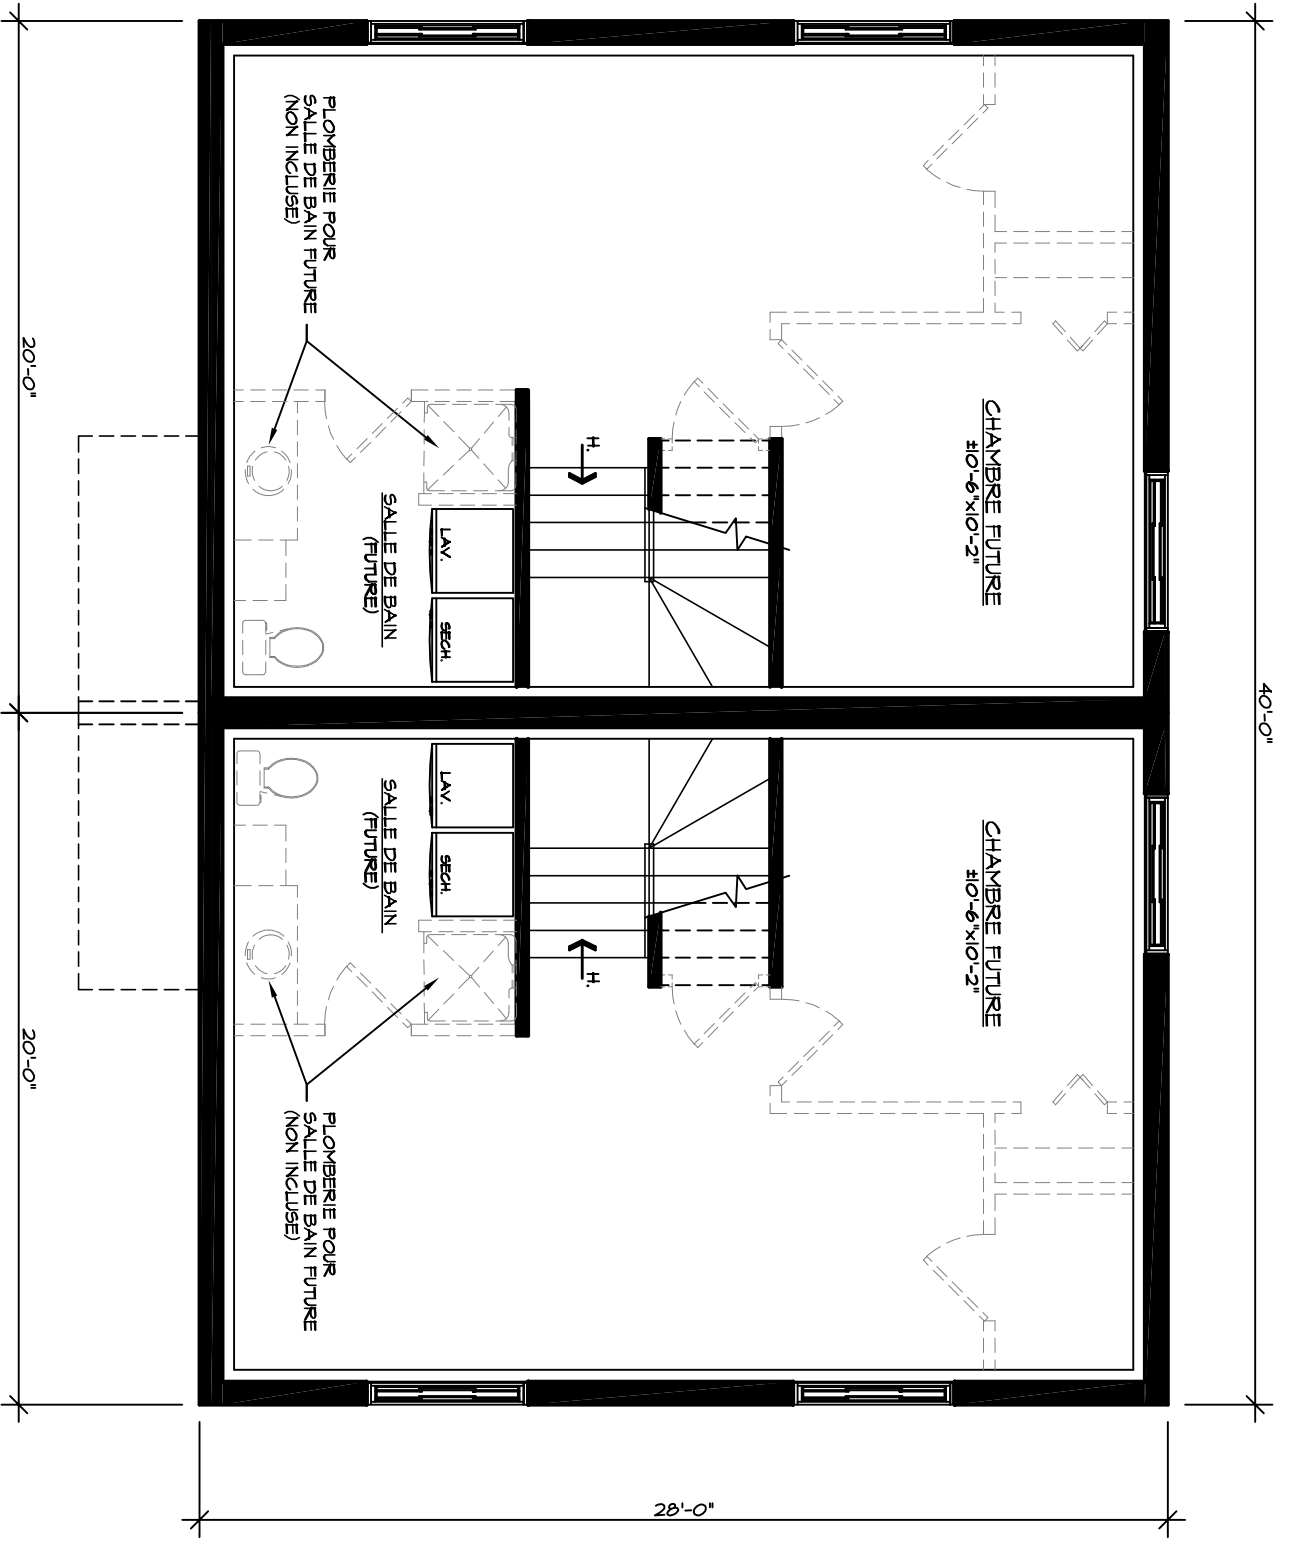 40'-0"
20'-0"
20'-0"
28'-0"
CHAMBRE FUTURE
±10'-6"x10'-2"
CHAMBRE FUTURE
±10'-6"x10'-2"
H.
H.
LAV.
SECH.
SALLE DE BAIN
(FUTURE)
LAV.
SECH.
SALLE DE BAIN
(FUTURE)
PLOMBERIE POUR
SALLE DE BAIN FUTURE
(NON INCLUSE)
PLOMBERIE POUR
SALLE DE BAIN FUTURE
(NON INCLUSE)